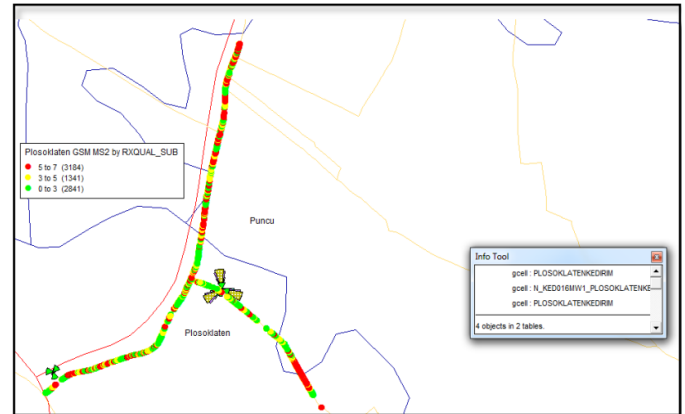 Plosoklaten GSM MS2 by RXQUAL_SUB
5 to 7 (3184)
3 to 5 (1341)
0 to 3 (2841)
Puncu
Plosoklaten
Info Tool
gcell : PLOSOKLATENKEDIRIM
gcell : N_KED016MW1_PLOSOKLATENKE
gcell : PLOSOKLATENKEDIRIM
4 objects in 2 tables.